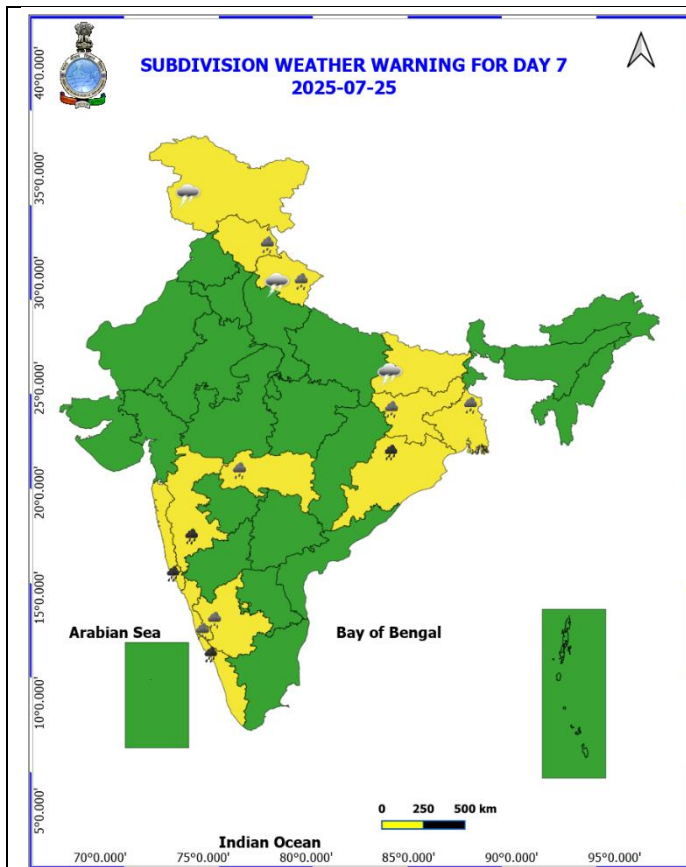 SUBDIVISION WEATHER WARNING FOR DAY 7
2025-07-25
40°0.000'
35°0.000'
30°0.000'
25°0.000'
20°0.000'
15°0.000'
10°0.000'
5°0.000'
Arabian Sea
Bay of Bengal
0 250 500 km
Indian Ocean
70°0.000' 75°0.000' 80°0.000' 85°0.000' 90°0.000' 95°0.000'